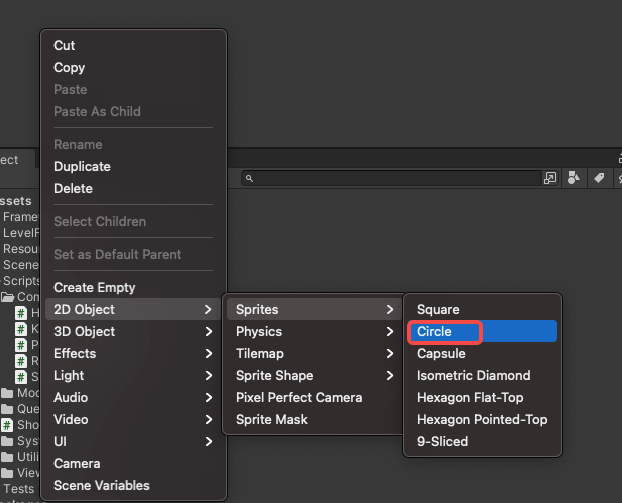 Cut
Copy
Paste
Paste As Child
Rename
Duplicate
Delete
Select Children
Set as Default Parent
Create Empty
2D Object
3D Object
Effects
Light
Audio
Video
UI
Camera
Scene Variables
Sprites
Physics
Tilemap
Sprite Shape
Pixel Perfect Camera
Sprite Mask
Square
Circle
Capsule
Isometric Diamond
Hexagon Flat-Top
Hexagon Pointed-Top
9-Sliced
ect
ssets
Frame
LevelF
Resou
Scene
Scripts
Com
H
K
P
R
S
Mod
Que
Sho
Syst
Utili
View
Tests